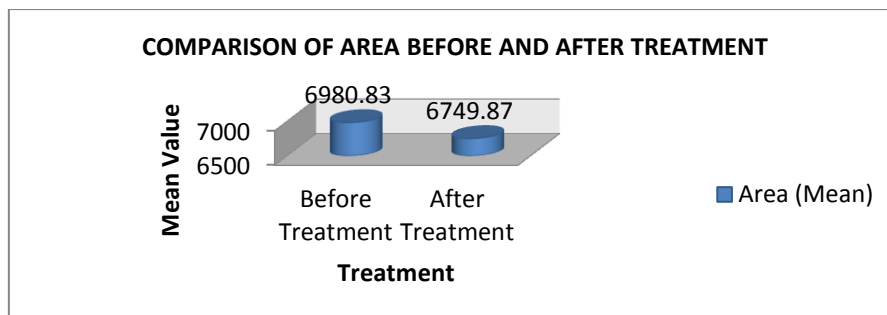 COMPARISON OF AREA BEFORE AND AFTER TREATMENT
6980.83
6749.87
7000
6500
Mean Value
Before Treatment
After Treatment
Treatment
Area (Mean)